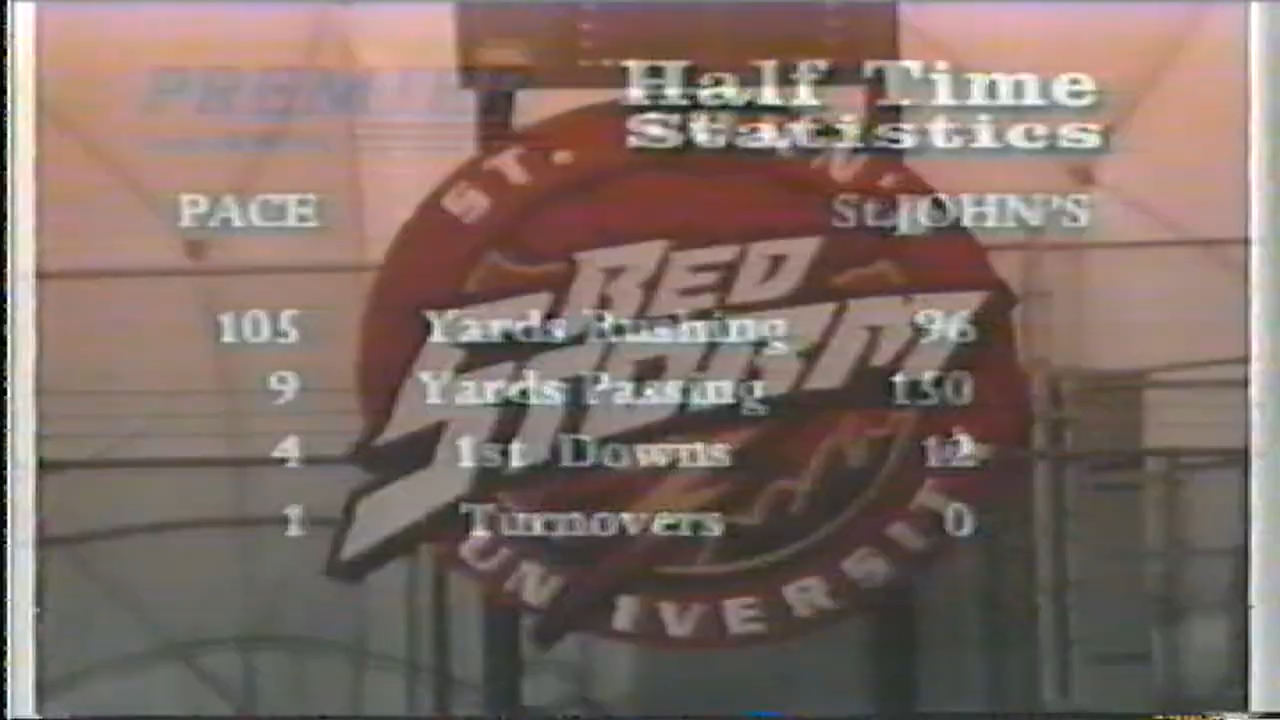 Half Time
Statistics
PACE St. JOHN'S
105 Yards Rushing 96
9 Yards Passing 150
4 1st Downs 12
1 Turnovers 0
ST.
RED
STORM
UNIVERSITY